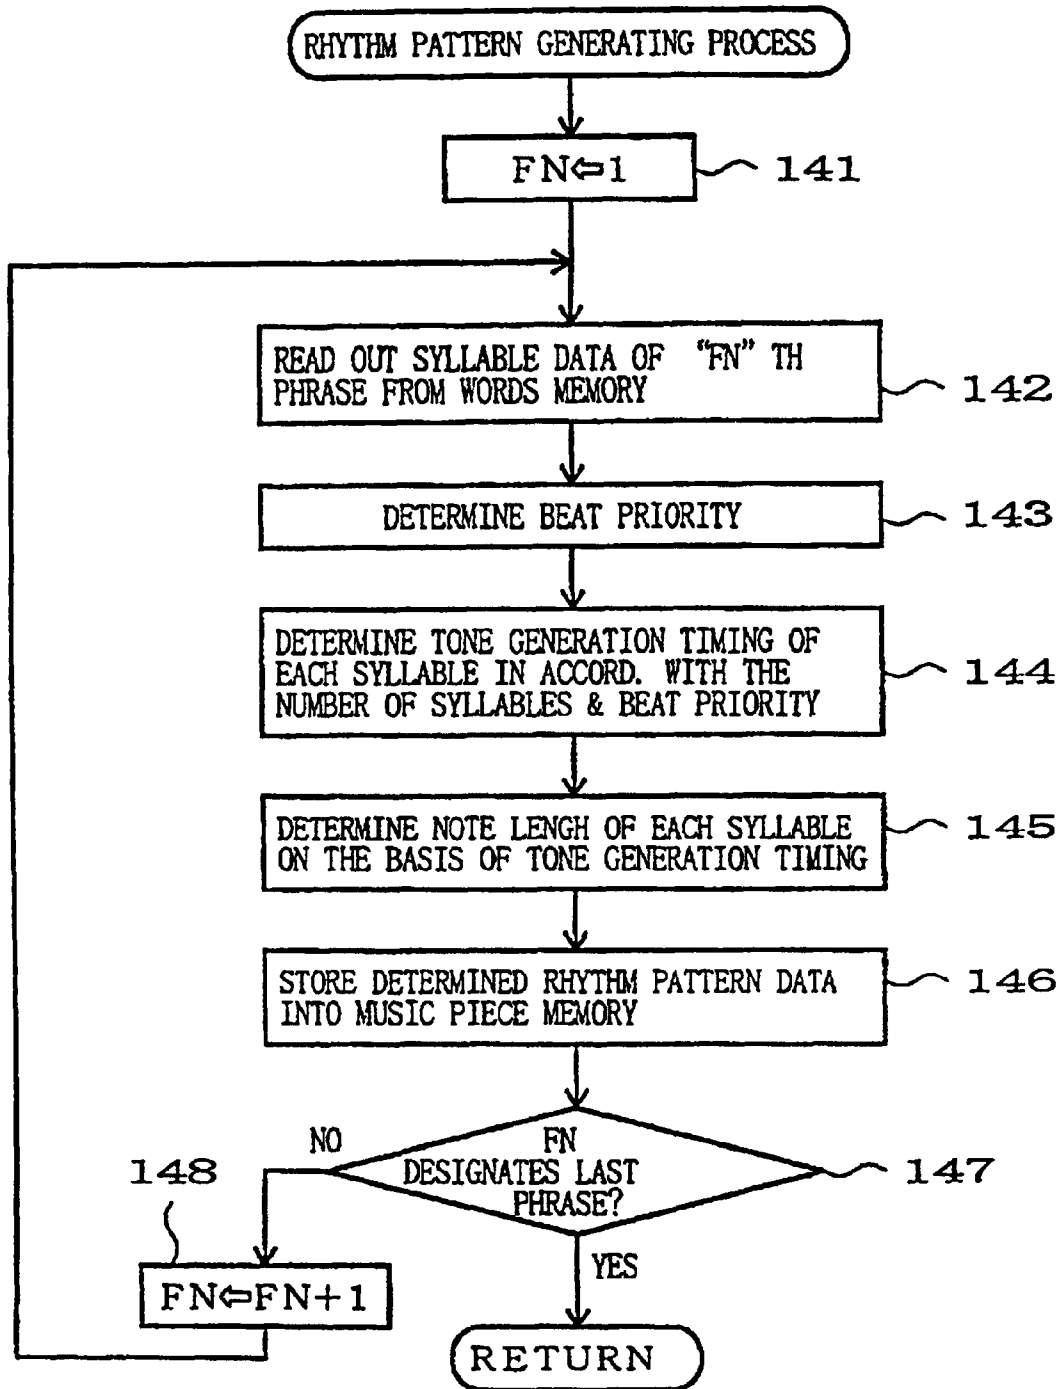 RHYTHM PATTERN GENERATING PROCESS
FN⇦1
141
READ OUT SYLLABLE DATA OF "FN" TH
PHRASE FROM WORDS MEMORY
142
DETERMINE BEAT PRIORITY
143
DETERMINE TONE GENERATION TIMING OF
EACH SYLLABLE IN ACCORD. WITH THE
NUMBER OF SYLLABLES & BEAT PRIORITY
144
DETERMINE NOTE LENGH OF EACH SYLLABLE
ON THE BASIS OF TONE GENERATION TIMING
145
STORE DETERMINED RHYTHM PATTERN DATA
INTO MUSIC PIECE MEMORY
146
NO
FN
DESIGNATES LAST
PHRASE?
147
148
YES
FN⇦FN+1
RETURN